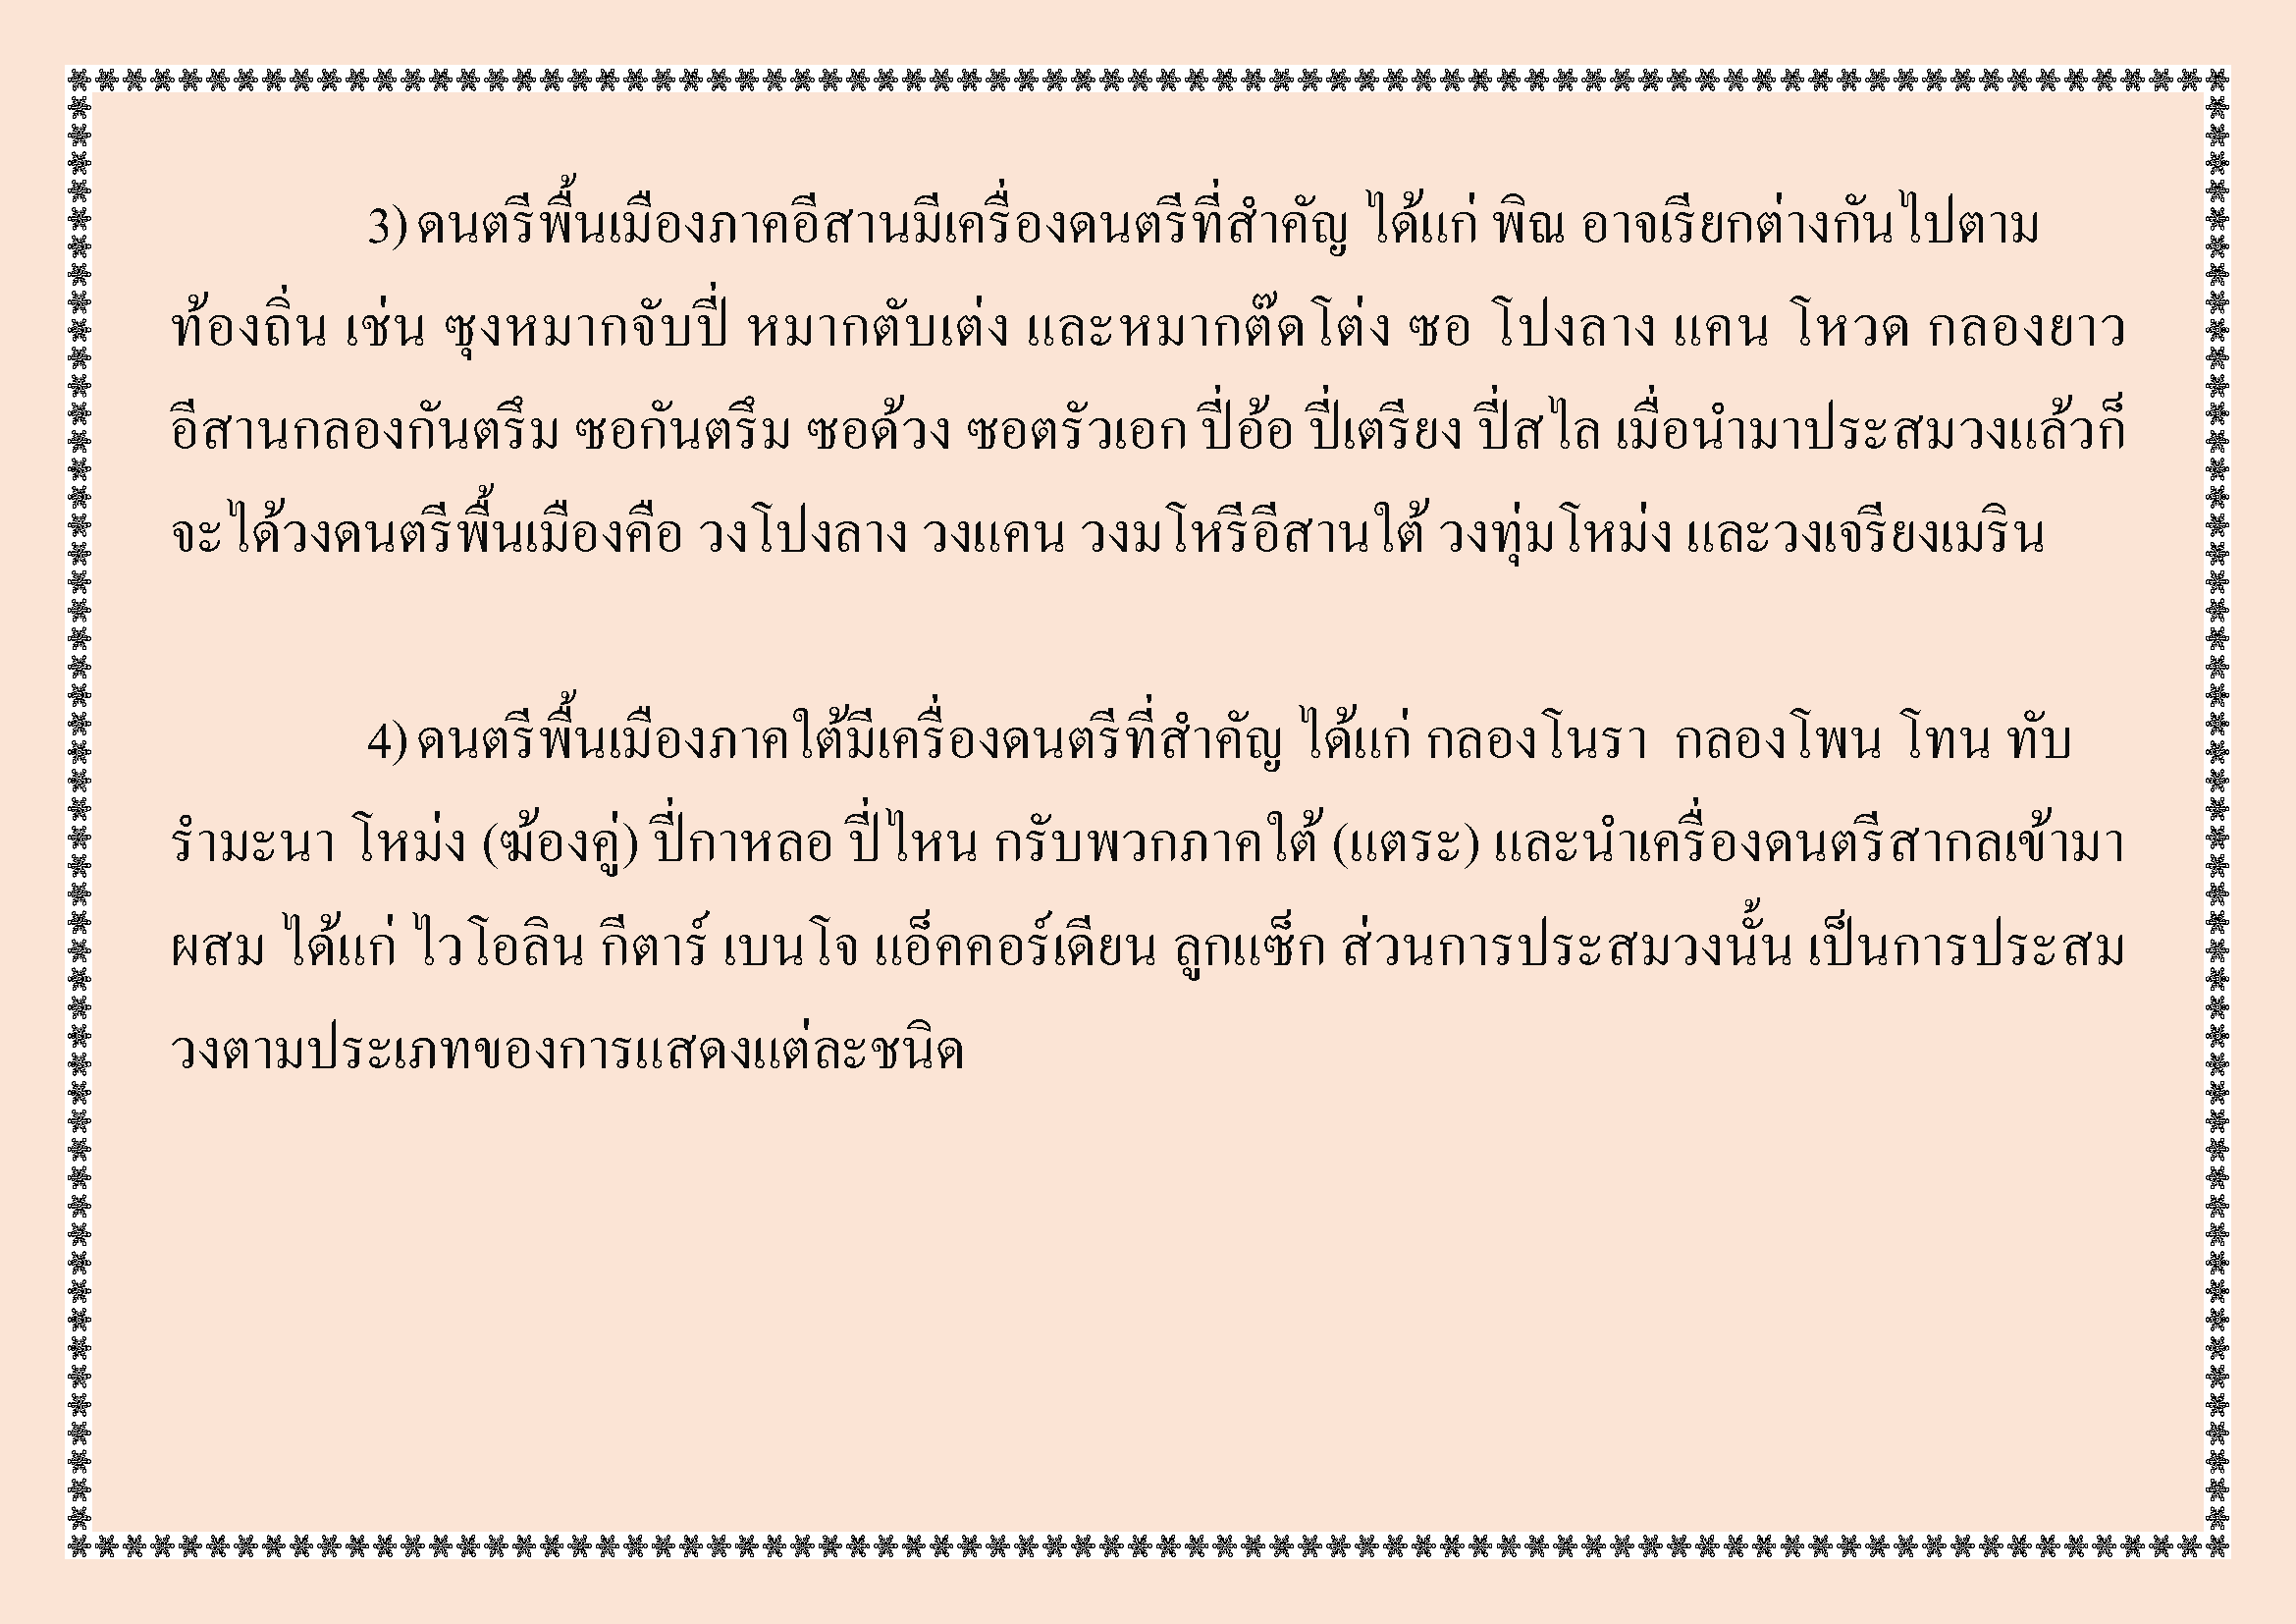 3) ดนตรีพื้นเมืองภาคอีสานมีเครื่องดนตรีที่สำคัญ ได้แก่ พิณ อาจเรียกต่างกันไปตาม
ท้องถิ่น เช่น ซุงหมากจับปี่ หมากตับเต่ง และหมากต๊ดโต่ง ซอ โปงลาง แคน โหวด กลองยาว
อีสานกลองกันตรึม ซอกันตรึม ซอด้วง ซอตรัวเอก ปี่อ้อ ปี่เตรียง ปี่สไล เมื่อนำมาประสมวงแล้วก็
จะได้วงดนตรีพื้นเมืองคือ วงโปงลาง วงแคน วงมโหรีอีสานใต้ วงทุ่มโหม่ง และวงเจรียงเมริน
4) ดนตรีพื้นเมืองภาคใต้มีเครื่องดนตรีที่สำคัญ ได้แก่ กลองโนรา กลองโพน โทน ทับ
รำมะนา โหม่ง (ฆ้องคู่) ปี่กาหลอ ปี่ไหน กรับพวกภาคใต้ (แตระ) และนำเครื่องดนตรีสากลเข้ามา
ผสม ได้แก่ ไวโอลิน กีตาร์ เบนโจ แอ็คคอร์เดียน ลูกแซ็ก ส่วนการประสมวงนั้น เป็นการประสม
วงตามประเภทของการแสดงแต่ละชนิด